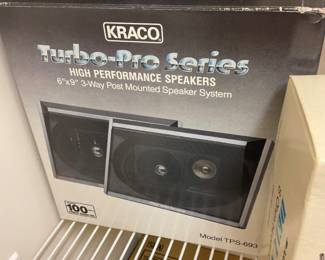 KRACO
Turbo-Pro Series
HIGH PERFORMANCE SPEAKERS
6"x9" 3-Way Post Mounted Speaker System
100
Model TPS-693